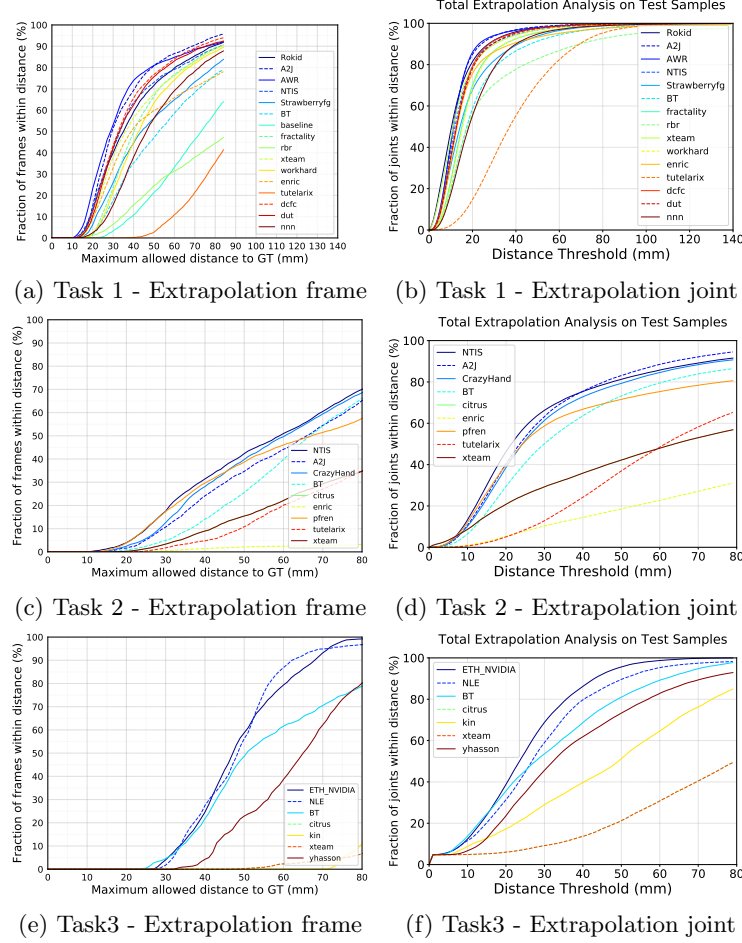 Total Extrapolation Analysis on Test Samples
Fraction of frames within distance (%)
100
90
80
70
60
50
40
30
20
10
0
Rokid
A2J
AWR
NTIS
Strawberryfg
BT
baseline
fractality
rbr
xteam
workhard
enric
tutelarix
dcfc
dut
nnn
0 10 20 30 40 50 60 70 80 90 100 110 120 130 140
Maximum allowed distance to GT (mm)
Fraction of joints within distance (%)
100
80
60
40
20
0
Rokid
A2J
AWR
NTIS
Strawberryfg
BT
fractality
rbr
xteam
workhard
enric
tutelarix
dcfc
dut
nnn
0 20 40 60 80 100 120 140
Distance Threshold (mm)
(a) Task 1 - Extrapolation frame
(b) Task 1 - Extrapolation joint
Fraction of frames within distance (%)
100
90
80
70
60
50
40
30
20
10
0
NTIS
A2J
CrazyHand
BT
citrus
enric
pfren
tutelarix
xteam
0 10 20 30 40 50 60 70 80
Maximum allowed distance to GT (mm)
Total Extrapolation Analysis on Test Samples
Fraction of joints within distance (%)
100
80
60
40
20
0
NTIS
A2J
CrazyHand
BT
citrus
enric
pfren
tutelarix
xteam
0 10 20 30 40 50 60 70 80
Distance Threshold (mm)
(c) Task 2 - Extrapolation frame
(d) Task 2 - Extrapolation joint
Fraction of frames within distance (%)
100
90
80
70
60
50
40
30
20
10
0
ETH_NVIDIA
NLE
BT
citrus
kin
xteam
yhasson
0 10 20 30 40 50 60 70 80
Maximum allowed distance to GT (mm)
Total Extrapolation Analysis on Test Samples
Fraction of joints within distance (%)
100
80
60
40
20
0
ETH_NVIDIA
NLE
BT
citrus
kin
xteam
yhasson
0 10 20 30 40 50 60 70 80
Distance Threshold (mm)
(e) Task3 - Extrapolation frame
(f) Task3 - Extrapolation joint